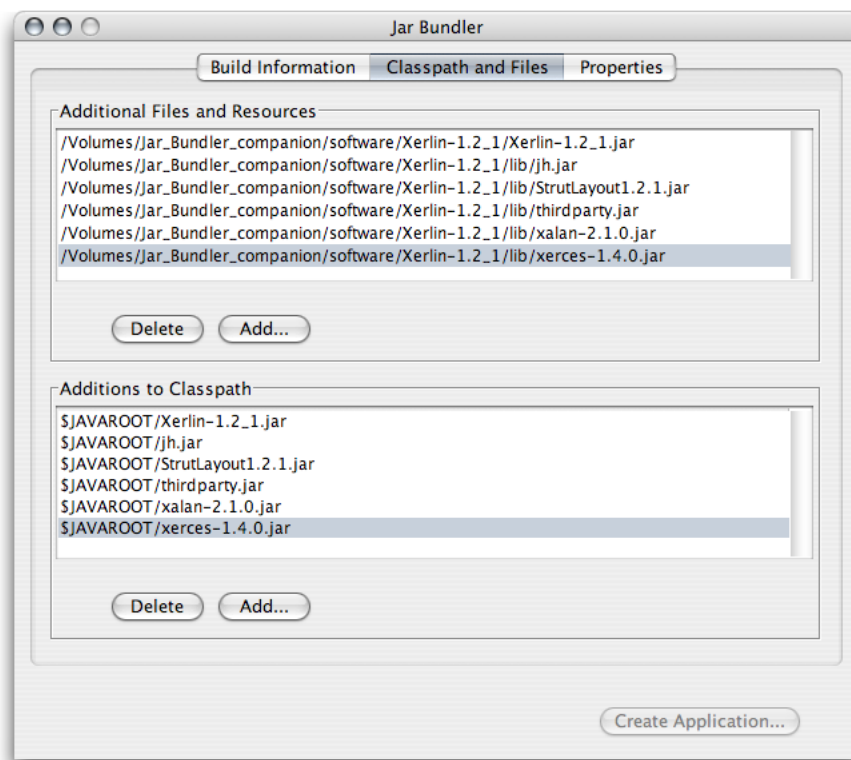 Jar Bundler
Build Information Classpath and Files Properties
Additional Files and Resources
/Volumes/Jar_Bundler_companion/software/Xerlin-1.2_1/Xerlin-1.2_1.jar
/Volumes/Jar_Bundler_companion/software/Xerlin-1.2_1/lib/jh.jar
/Volumes/Jar_Bundler_companion/software/Xerlin-1.2_1/lib/StrutLayout1.2.1.jar
/Volumes/Jar_Bundler_companion/software/Xerlin-1.2_1/lib/thirdparty.jar
/Volumes/Jar_Bundler_companion/software/Xerlin-1.2_1/lib/xalan-2.1.0.jar
/Volumes/Jar_Bundler_companion/software/Xerlin-1.2_1/lib/xerces-1.4.0.jar
Delete Add...
Additions to Classpath
$JAVAROOT/Xerlin-1.2_1.jar
$JAVAROOT/jh.jar
$JAVAROOT/StrutLayout1.2.1.jar
$JAVAROOT/thirdparty.jar
$JAVAROOT/xalan-2.1.0.jar
$JAVAROOT/xerces-1.4.0.jar
Delete Add...
Create Application...